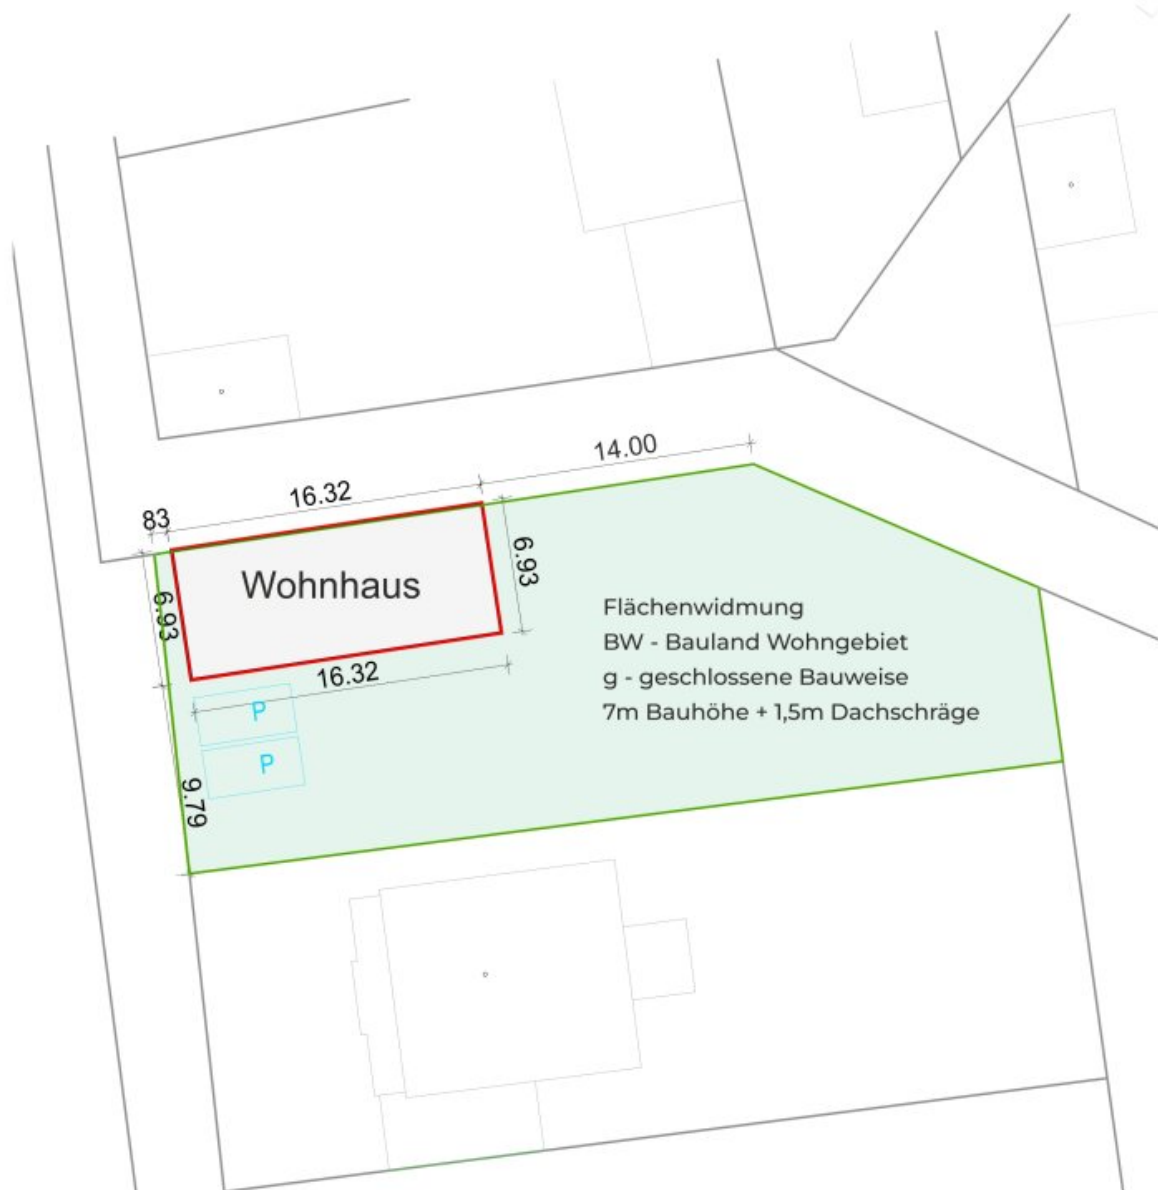 14.00
16.32
83
6.93
Wohnhaus
6.93
16.32
Flächenwidmung
BW - Bauland Wohngebiet
g - geschlossene Bauweise
7m Bauhöhe + 1,5m Dachschräge
P
P
9.79